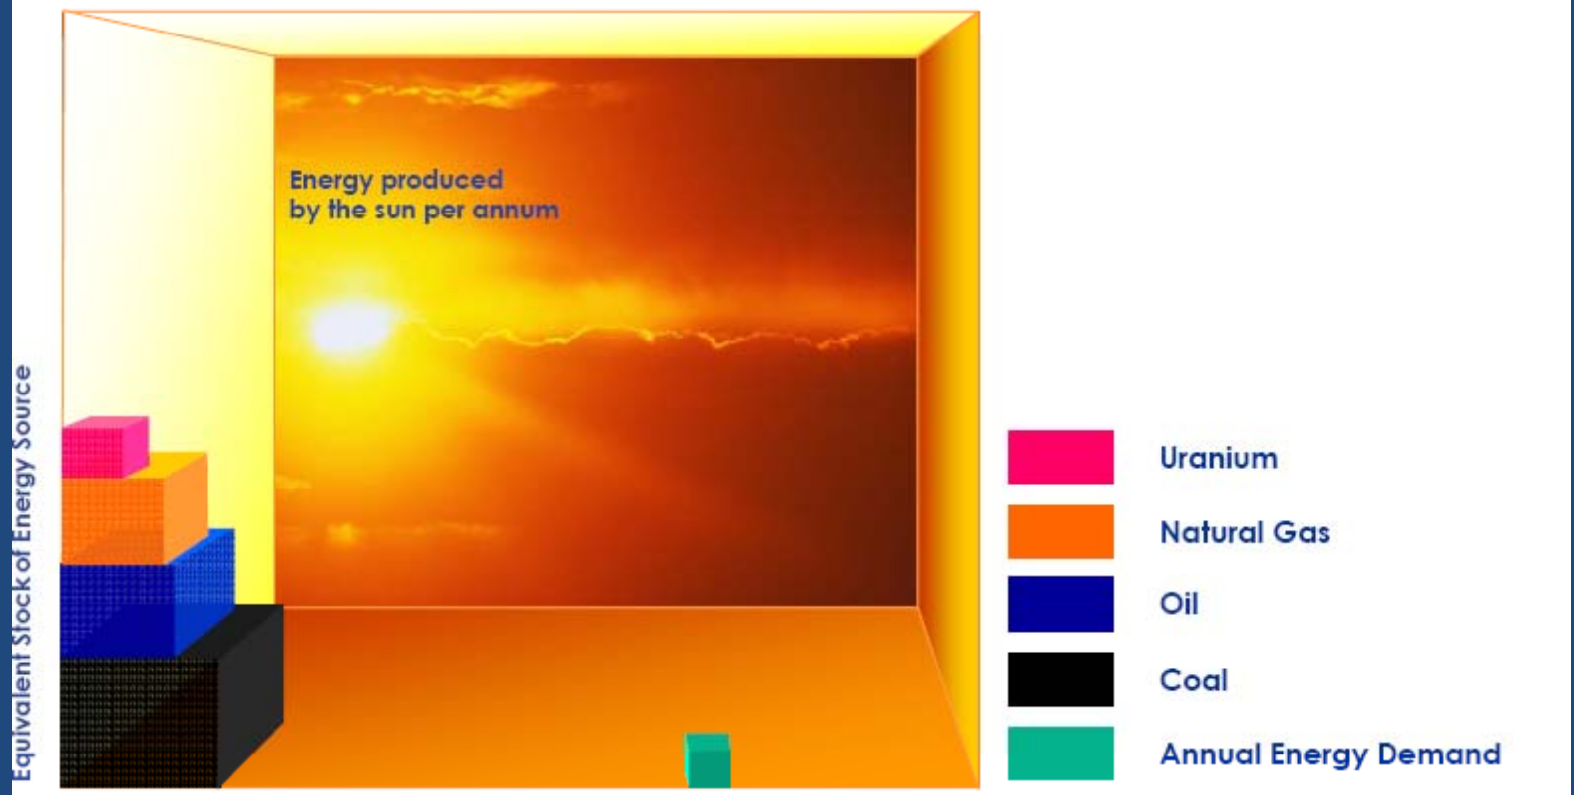 Energy produced
by the sun per annum
Equivalent Stock of Energy Source
Uranium
Natural Gas
Oil
Coal
Annual Energy Demand